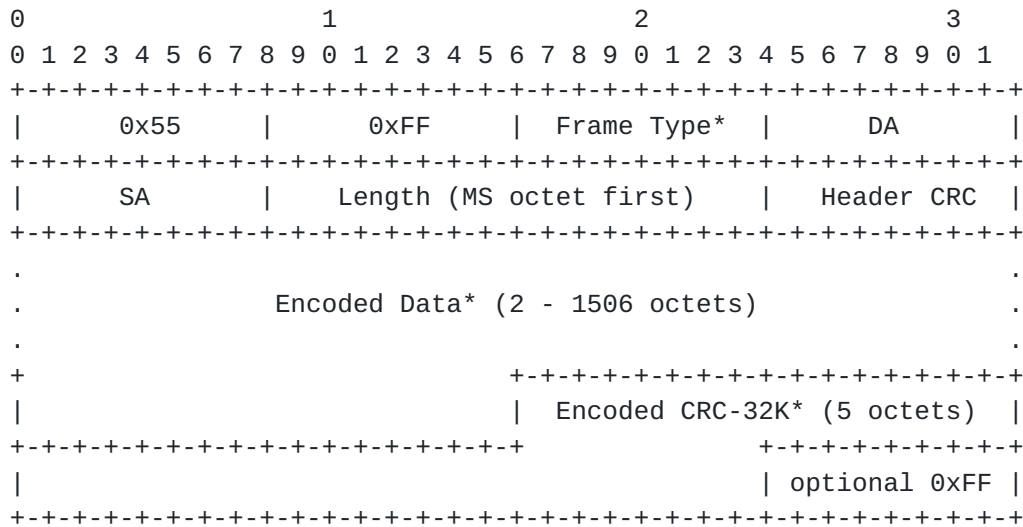 0                   1                   2                   3
0 1 2 3 4 5 6 7 8 9 0 1 2 3 4 5 6 7 8 9 0 1 2 3 4 5 6 7 8 9 0 1
+-+-+-+-+-+-+-+-+-+-+-+-+-+-+-+-+-+-+-+-+-+-+-+-+-+-+-+-+-+-+-+-+
|      0x55     |      0xFF     |  Frame Type*  |      DA       |
+-+-+-+-+-+-+-+-+-+-+-+-+-+-+-+-+-+-+-+-+-+-+-+-+-+-+-+-+-+-+-+-+
|      SA       |    Length (MS octet first)    |   Header CRC  |
+-+-+-+-+-+-+-+-+-+-+-+-+-+-+-+-+-+-+-+-+-+-+-+-+-+-+-+-+-+-+-+-+
.                                                               .
.                Encoded Data* (2 - 1506 octets)                .
.                                                               .
+                               +-+-+-+-+-+-+-+-+-+-+-+-+-+-+-+-+
|                               |  Encoded CRC-32K* (5 octets)  |
+-+-+-+-+-+-+-+-+-+-+-+-+-+-+-+-+               +-+-+-+-+-+-+-+-+
|                                               | optional 0xFF |
+-+-+-+-+-+-+-+-+-+-+-+-+-+-+-+-+-+-+-+-+-+-+-+-+-+-+-+-+-+-+-+-+